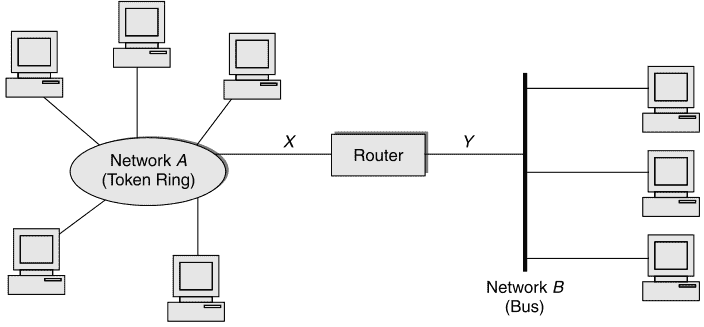 Network A
(Token Ring)
X
Router
Y
Network B
(Bus)